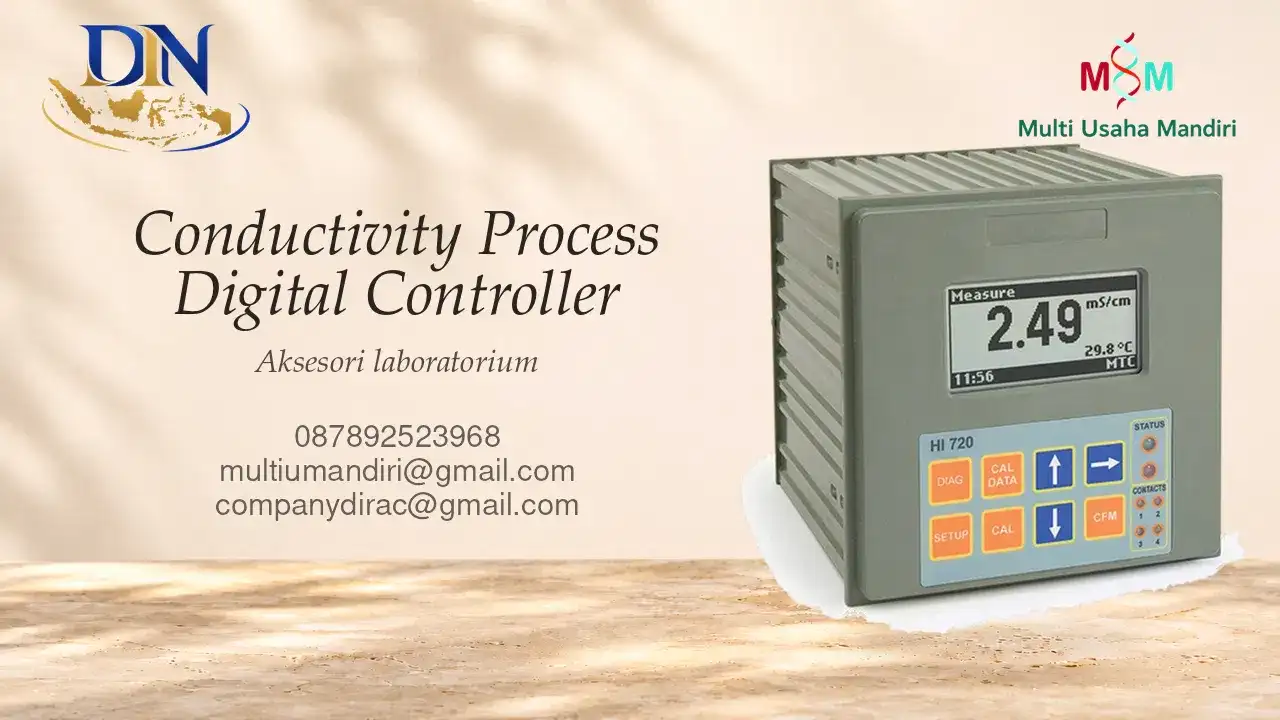 DIN
M M
Multi Usaha Mandiri
Conductivity Process
Digital Controller
Aksesori laboratorium
087892523968
multiumandiri@gmail.com
companydirac@gmail.com
Measure
2.49 mS/cm
29.8 °C
MTC
11:56
HI 720
STATUS
DIAG
CAL DATA
CONTACTS
1 2
3 4
SETUP
CAL
CFM